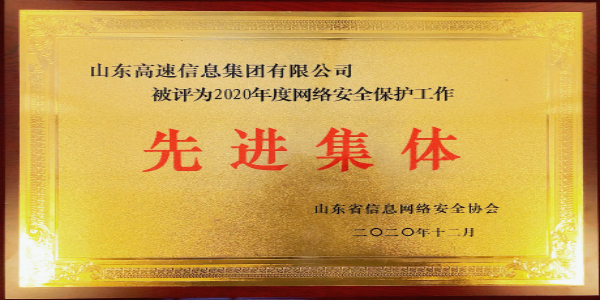 山东高速信息集团有限公司
被评为2020年度网络安全保护工作
先进集体
山东省信息网络安全协会
二〇二〇年十二月